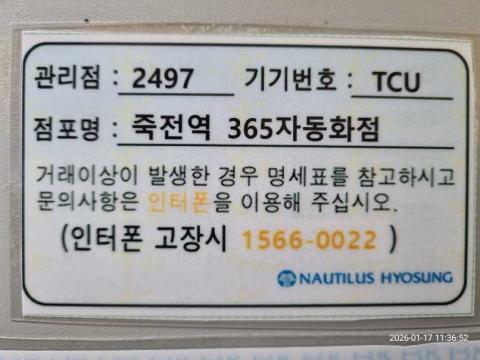 관리점 : 2497 기기번호 : TCU
점포명 : 죽전역 365자동화점
거래이상이 발생한 경우 명세표를 참고하시고
문의사항은 인터폰을 이용해 주십시오.
(인터폰 고장시 1566-0022 )
NAUTILUS HYOSUNG
2026-01-17 11:36:52